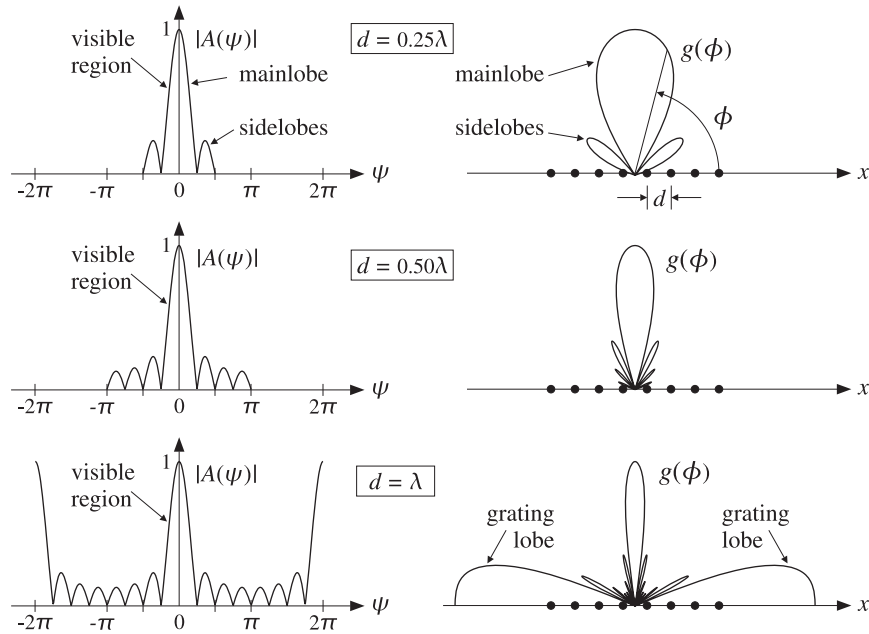 visible
region
1
|A(ψ)|
d = 0.25λ
mainlobe
sidelobes
-2π
-π
0
π
2π
ψ
mainlobe
sidelobes
g(ϕ)
ϕ
x
d
visible
region
1
|A(ψ)|
d = 0.50λ
-2π
-π
0
π
2π
ψ
g(ϕ)
x
visible
region
1
|A(ψ)|
d = λ
-2π
-π
0
π
2π
ψ
g(ϕ)
grating
lobe
grating
lobe
x